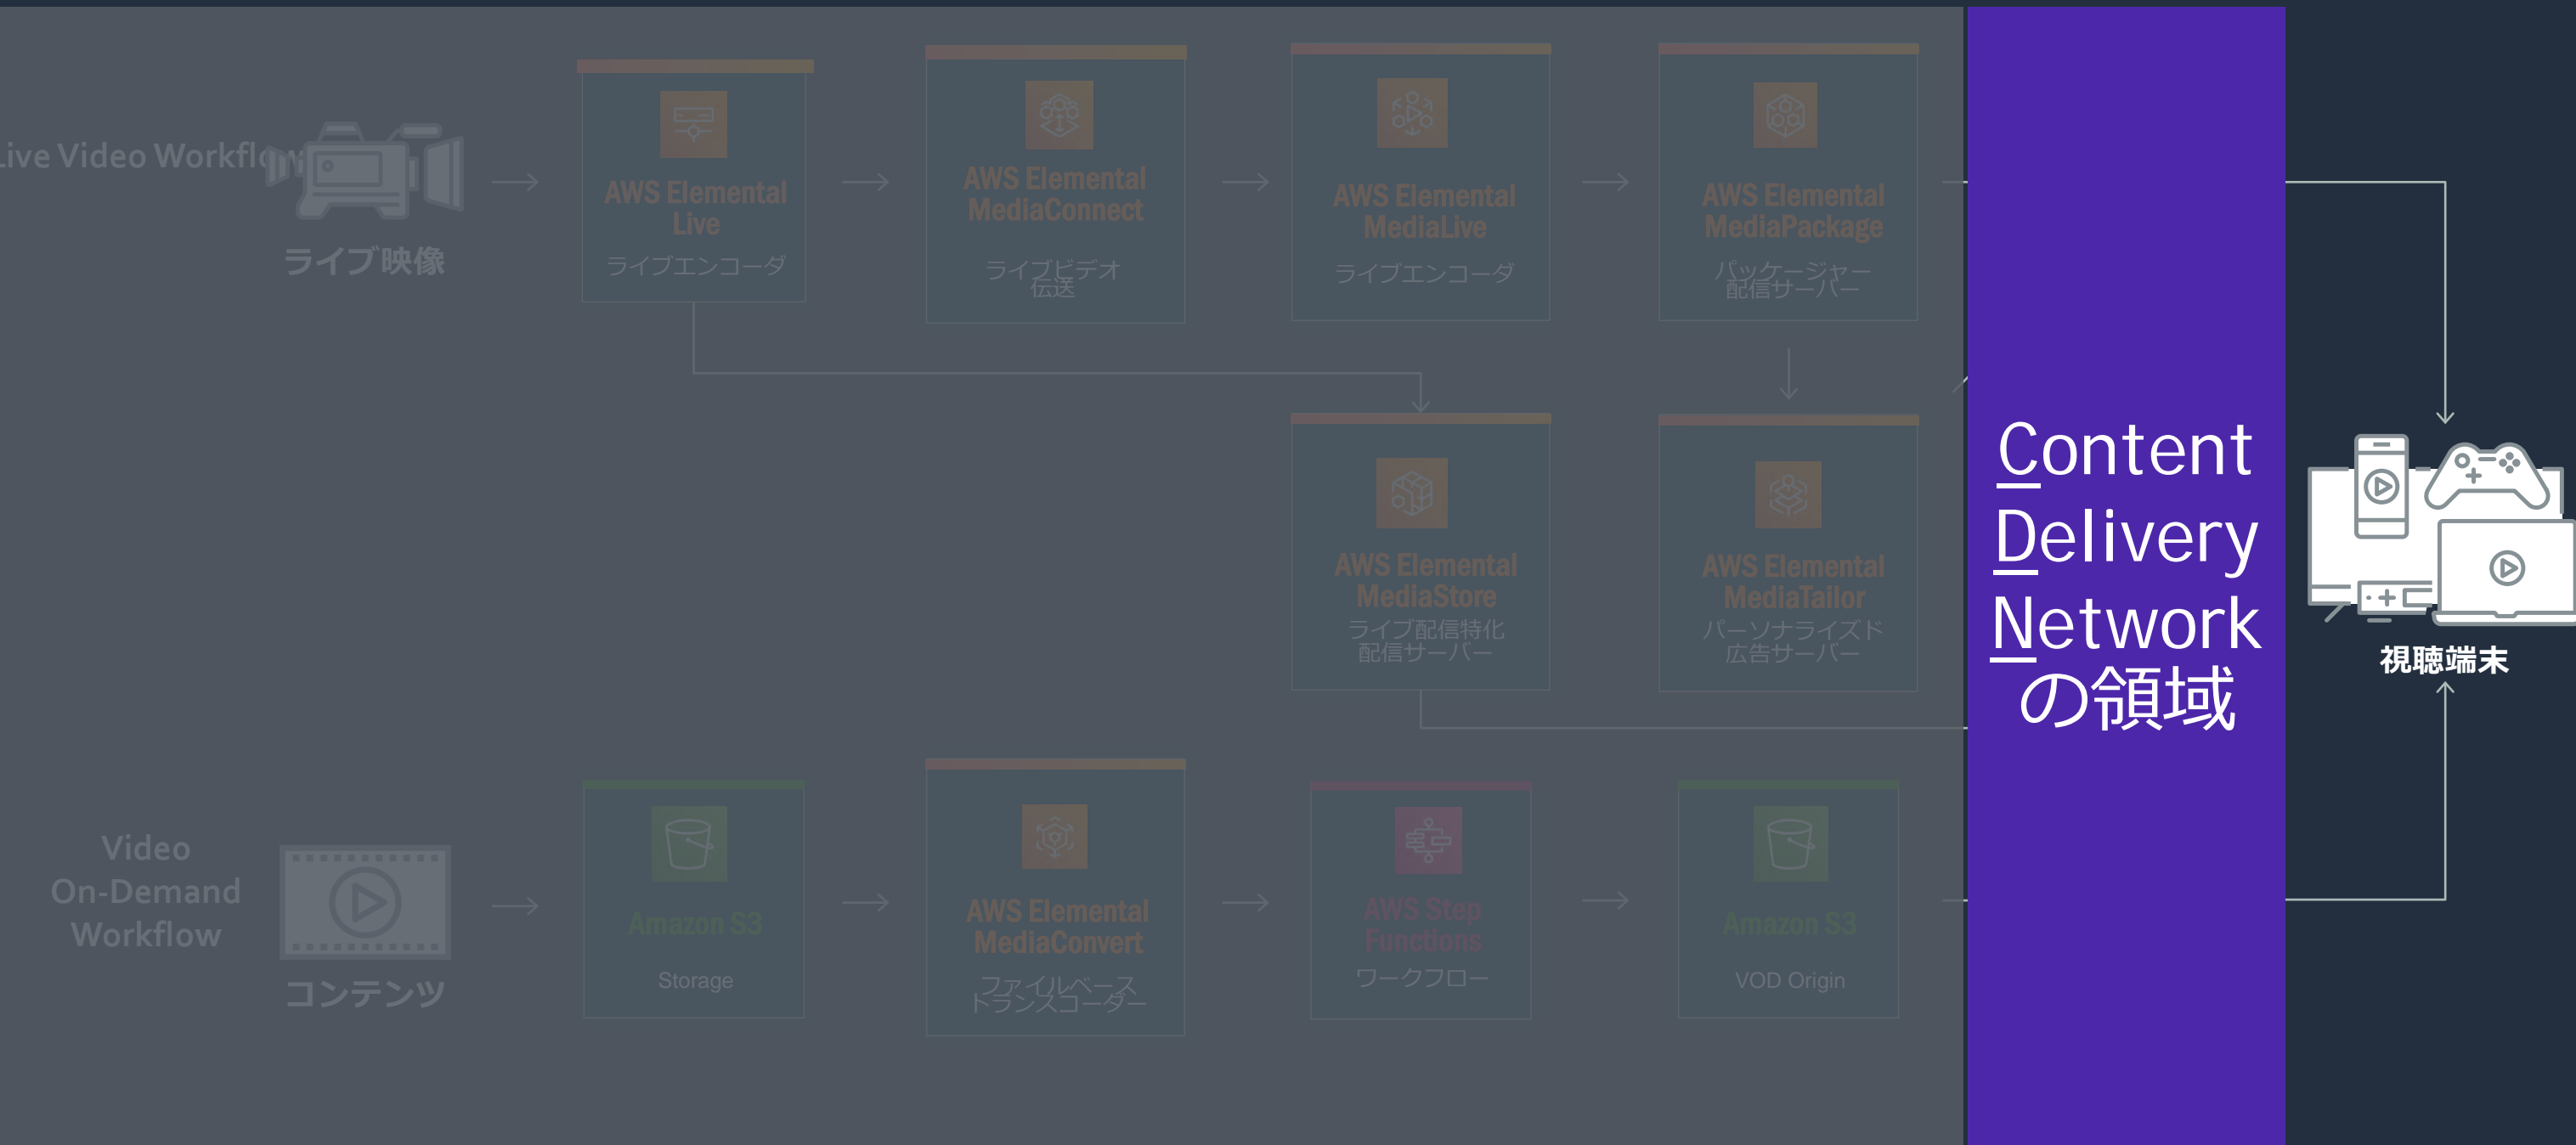 ive Video Workflow
ライブ映像
AWS Elemental
Live
ライブエンコーダ
AWS Elemental
MediaConnect
ライブビデオ
伝送
AWS Elemental
MediaLive
ライブエンコーダ
AWS Elemental
MediaPackage
パッケージャー
配信サーバー
AWS Elemental
MediaStore
ライブ配信特化
配信サーバー
AWS Elemental
MediaTailor
パーソナライズド
広告サーバー
Content
Delivery
Network
の領域
視聴端末
Video
On-Demand
Workflow
コンテンツ
Amazon S3
Storage
AWS Elemental
MediaConvert
ファイルベース
トランスコーダー
AWS Step
Functions
ワークフロー
Amazon S3
VOD Origin